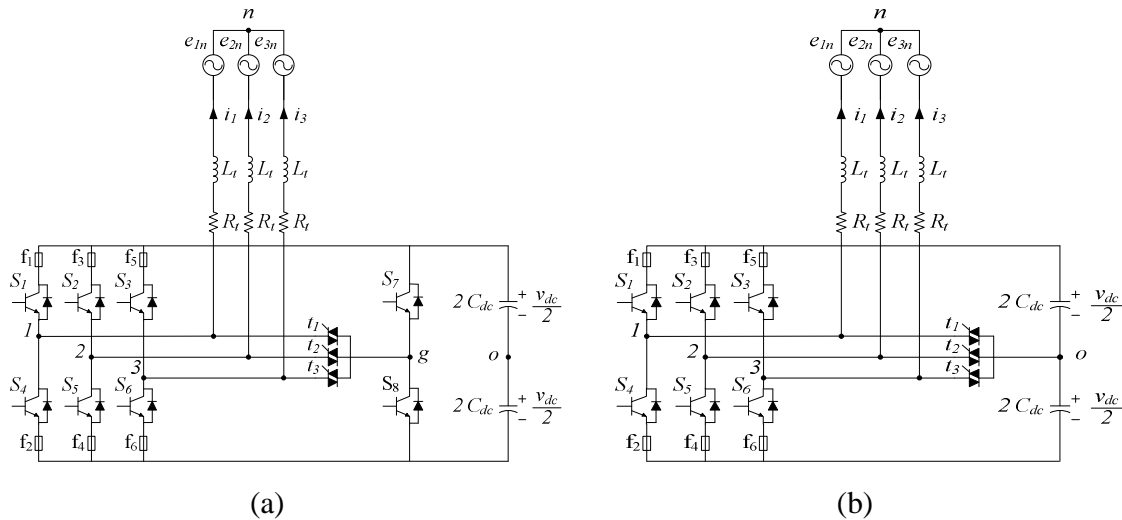 n
e1n e2n e3n
i1 i2 i3
Lt Lt Lt
Rt Rt Rt
f1 f3 f5
S1 S2 S3 S7
2 Cdc + − vdc/2
1 t1
2 t2 g o
3 t3
S4 S5 S6 S8
2 Cdc + − vdc/2
f2 f4 f6
(a)
n
e1n e2n e3n
i1 i2 i3
Lt Lt Lt
Rt Rt Rt
f1 f3 f5
S1 S2 S3
2 Cdc + − vdc/2
1 t1
2 t2 o
3 t3
S4 S5 S6
2 Cdc + − vdc/2
f2 f4 f6
(b)